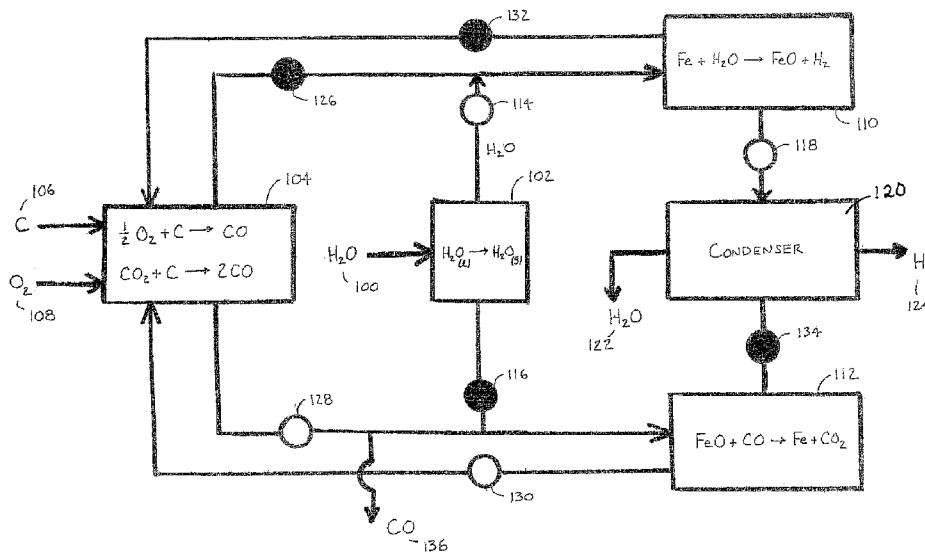 132
126
Fe + H₂O → FeO + H₂
110
114
H₂O
118
102
104
106
C
½ O₂ + C → CO
CO₂ + C → 2CO
O₂
108
H₂O
100
H₂O(ℓ) → H₂O(g)
120
CONDENSER
H
124
H₂O
122
134
116
112
128
FeO + CO → Fe + CO₂
130
CO
136